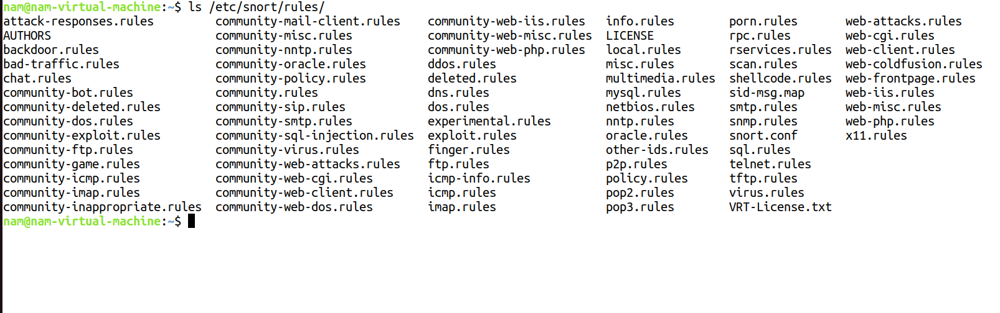 nam@nam-virtual-machine:~$ ls /etc/snort/rules/
attack-responses.rules community-mail-client.rules community-web-iis.rules info.rules porn.rules web-attacks.rules
AUTHORS community-misc.rules community-web-misc.rules LICENSE rpc.rules web-cgi.rules
backdoor.rules community-nntp.rules community-web-php.rules local.rules rservices.rules web-client.rules
bad-traffic.rules community-oracle.rules ddos.rules misc.rules scan.rules web-coldfusion.rules
chat.rules community-policy.rules deleted.rules multimedia.rules shellcode.rules web-frontpage.rules
community-bot.rules community.rules dns.rules mysql.rules sid-msg.map web-iis.rules
community-deleted.rules community-sip.rules dos.rules netbios.rules smtp.rules web-misc.rules
community-dos.rules community-smtp.rules experimental.rules nntp.rules snmp.rules web-php.rules
community-exploit.rules community-sql-injection.rules exploit.rules oracle.rules snort.conf x11.rules
community-ftp.rules community-virus.rules finger.rules other-ids.rules sql.rules
community-game.rules community-web-attacks.rules ftp.rules p2p.rules telnet.rules
community-icmp.rules community-web-cgi.rules icmp-info.rules policy.rules tftp.rules
community-imap.rules community-web-client.rules icmp.rules pop2.rules virus.rules
community-inappropriate.rules community-web-dos.rules imap.rules pop3.rules VRT-License.txt
nam@nam-virtual-machine:~$